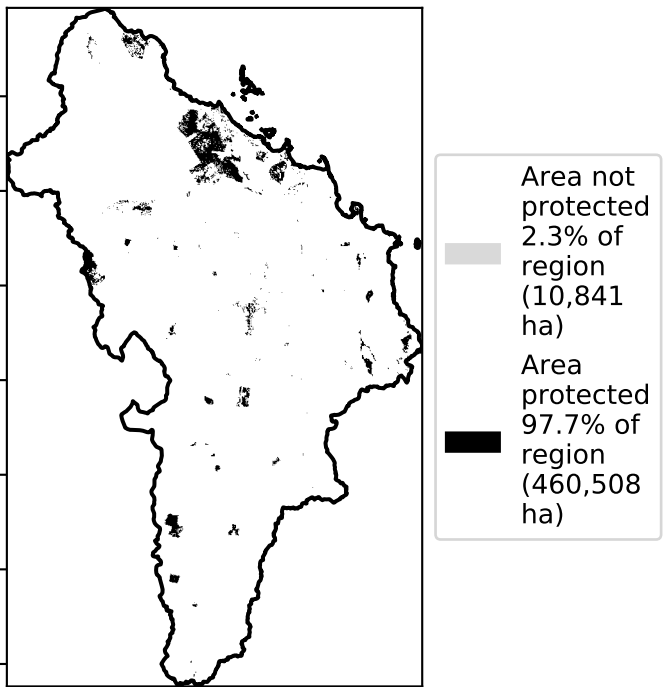 Area not
protected
2.3% of
region
(10,841
ha)
Area
protected
97.7% of
region
(460,508
ha)